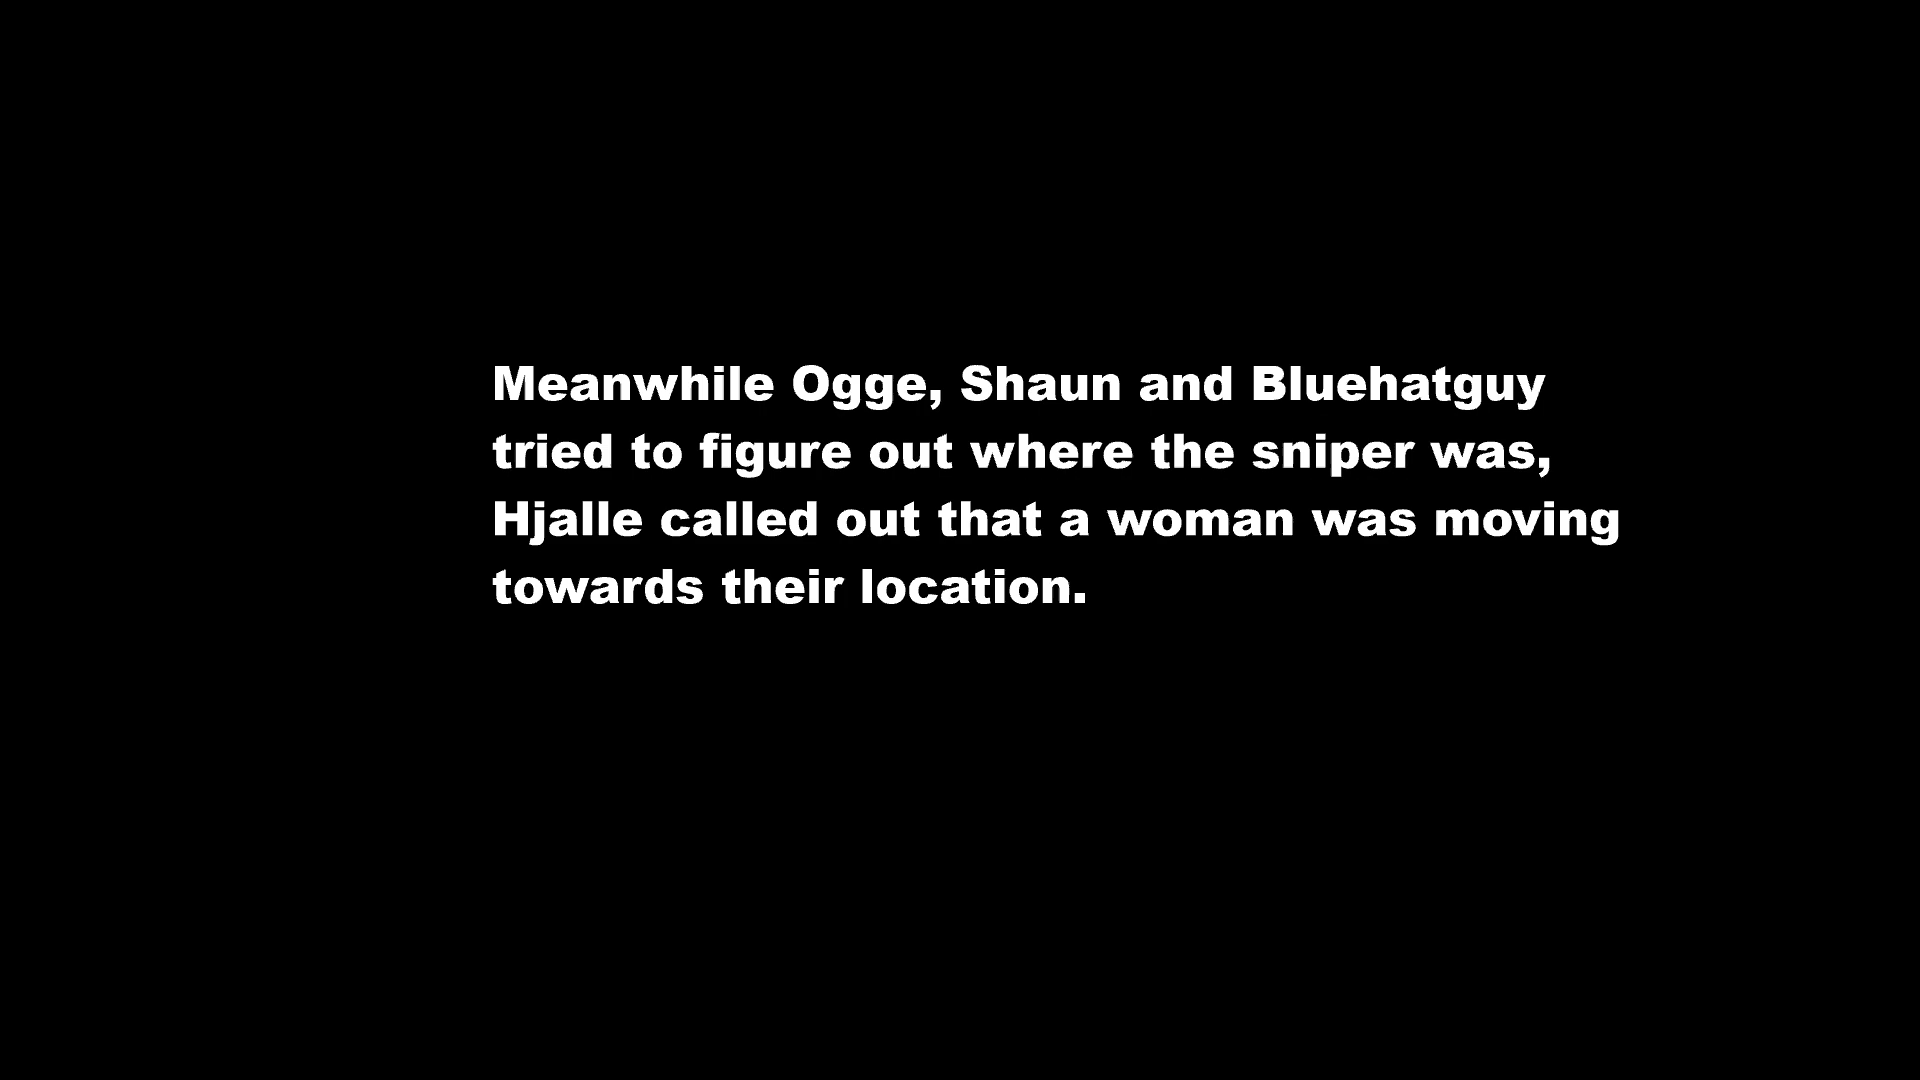 Meanwhile Ogge, Shaun and Bluehatguy
tried to figure out where the sniper was,
Hjalle called out that a woman was moving
towards their location.